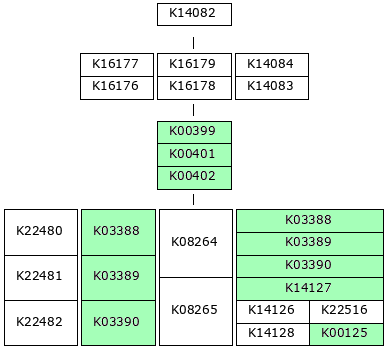 K14082
K16177 K16179 K14084
K16176 K16178 K14083
K00399
K00401
K00402
K22480 K03388 K08264 K03388
K03389
K22481 K03389 K03390
K14127
K22482 K03390 K08265 K14126 K22516
K14128 K00125